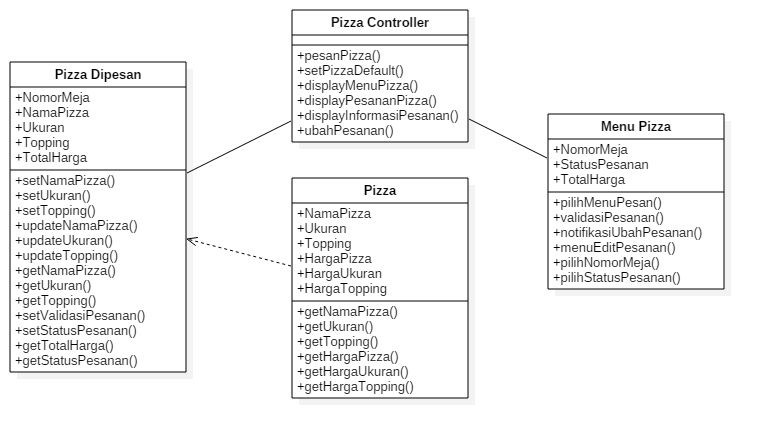 Pizza Controller
+pesanPizza()
+setPizzaDefault()
+displayMenuPizza()
+displayPesananPizza()
+displayInformasiPesanan()
+ubahPesanan()
Pizza Dipesan
+NomorMeja
+NamaPizza
+Ukuran
+Topping
+TotalHarga
+setNamaPizza()
+setUkuran()
+setTopping()
+updateNamaPizza()
+updateUkuran()
+updateTopping()
+getNamaPizza()
+getUkuran()
+getTopping()
+setValidasiPesanan()
+setStatusPesanan()
+getTotalHarga()
+getStatusPesanan()
Pizza
+NamaPizza
+Ukuran
+Topping
+HargaPizza
+HargaUkuran
+HargaTopping
+getNamaPizza()
+getUkuran()
+getTopping()
+getHargaPizza()
+getHargaUkuran()
+getHargaTopping()
Menu Pizza
+NomorMeja
+StatusPesanan
+TotalHarga
+pilihMenuPesan()
+validasiPesanan()
+notifikasiUbahPesanan()
+menuEditPesanan()
+pilihNomorMeja()
+pilihStatusPesanan()